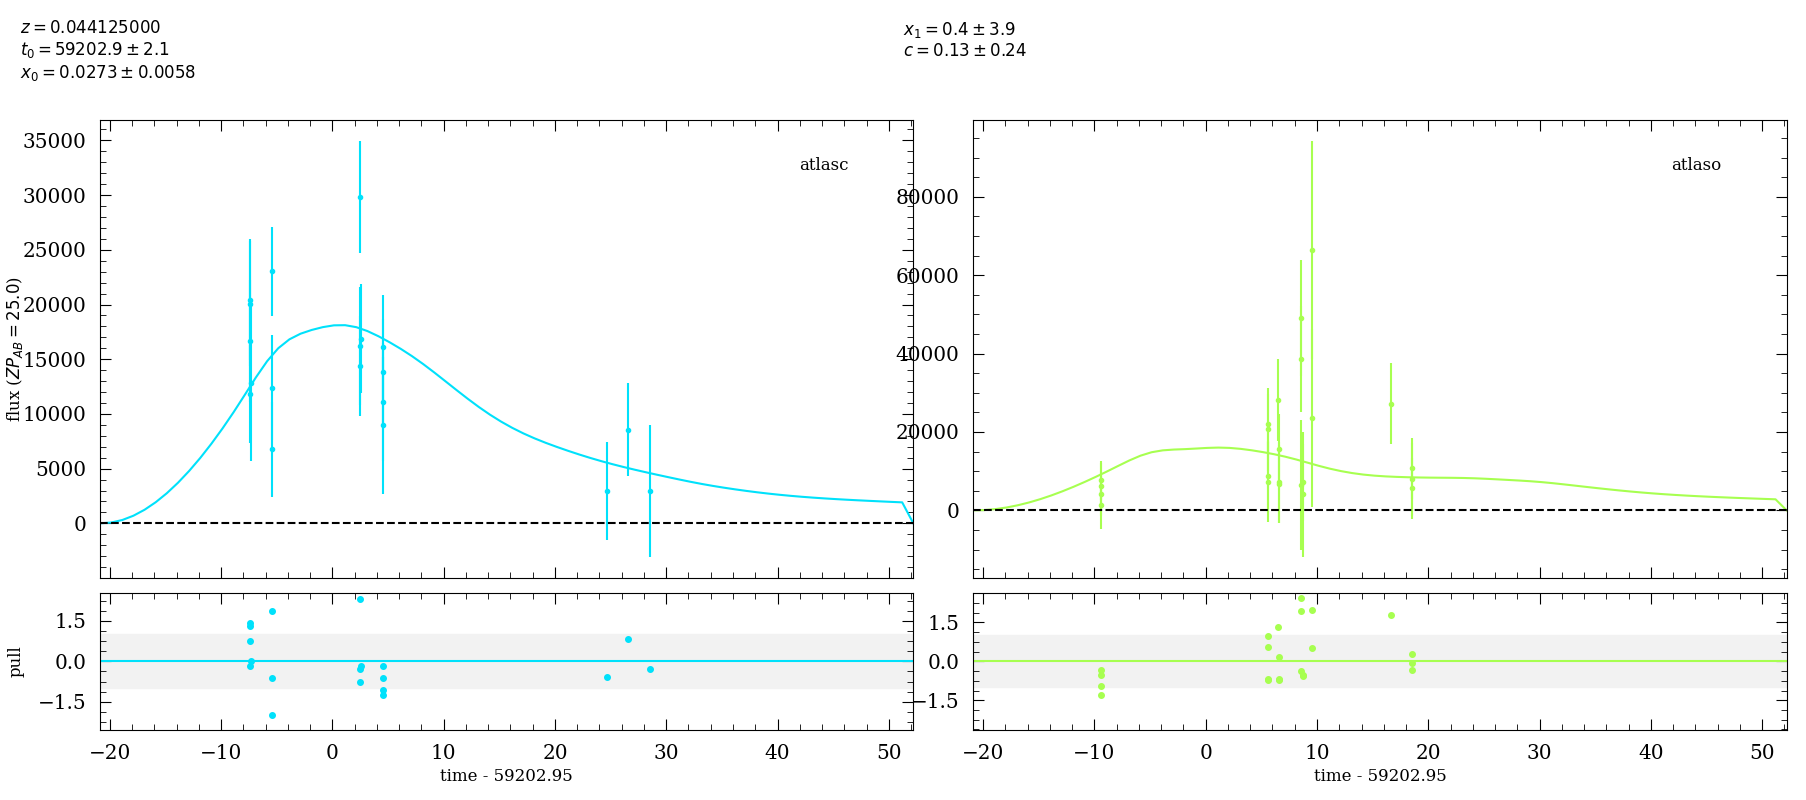 z = 0.044125000
t₀ = 59202.9 ± 2.1
x₀ = 0.0273 ± 0.0058
x₁ = 0.4 ± 3.9
c = 0.13 ± 0.24
flux (ZP_AB = 25.0)
35000
30000
25000
20000
15000
10000
5000
0
atlasc
80000
60000
40000
20000
0
atlaso
pull
1.5
0.0
−1.5
−20 −10 0 10 20 30 40 50
time - 59202.95
1.5
0.0
−1.5
−20 −10 0 10 20 30 40 50
time - 59202.95